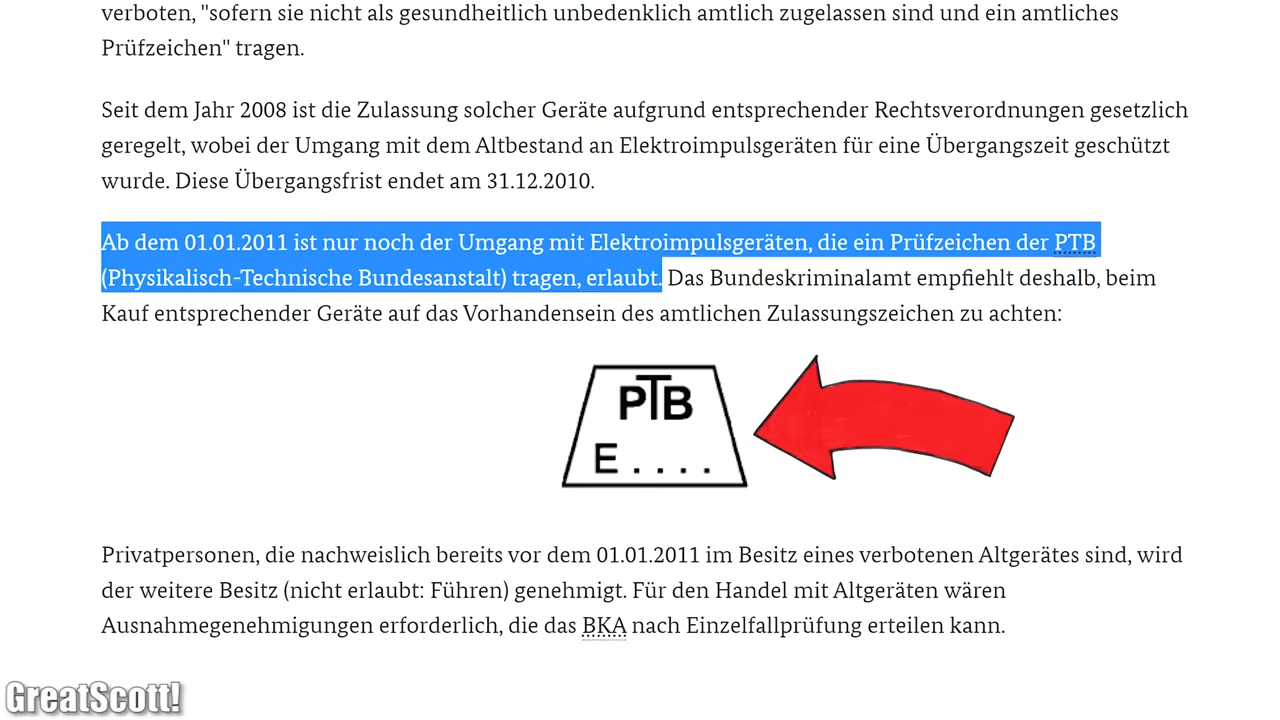 verboten, "sofern sie nicht als gesundheitlich unbedenklich amtlich zugelassen sind und ein amtliches
Prüfzeichen" tragen.
Seit dem Jahr 2008 ist die Zulassung solcher Geräte aufgrund entsprechender Rechtsverordnungen gesetzlich
geregelt, wobei der Umgang mit dem Altbestand an Elektroimpulsgeräten für eine Übergangszeit geschützt
wurde. Diese Übergangsfrist endet am 31.12.2010.
Ab dem 01.01.2011 ist nur noch der Umgang mit Elektroimpulsgeräten, die ein Prüfzeichen der PTB
(Physikalisch-Technische Bundesanstalt) tragen, erlaubt. Das Bundeskriminalamt empfiehlt deshalb, beim
Kauf entsprechender Geräte auf das Vorhandensein des amtlichen Zulassungszeichen zu achten:
PTB
E....
Privatpersonen, die nachweislich bereits vor dem 01.01.2011 im Besitz eines verbotenen Altgerätes sind, wird
der weitere Besitz (nicht erlaubt: Führen) genehmigt. Für den Handel mit Altgeräten wären
Ausnahmegenehmigungen erforderlich, die das BKA nach Einzelfallprüfung erteilen kann.
GreatScott!